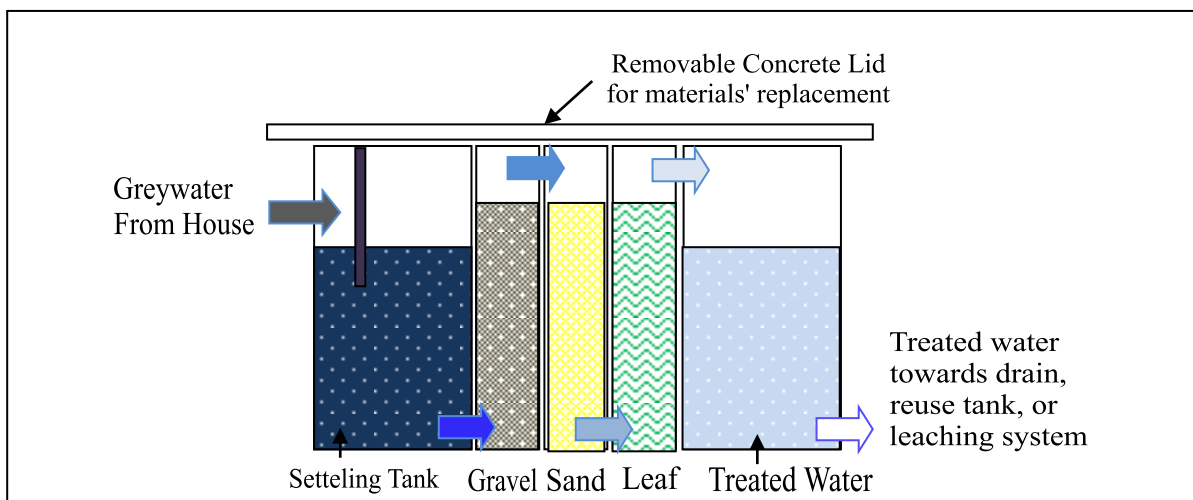 Removable Concrete Lid
for materials' replacement
Greywater
From House
Treated water
towards drain,
reuse tank, or
leaching system
Setteling Tank
Gravel
Sand
Leaf
Treated Water